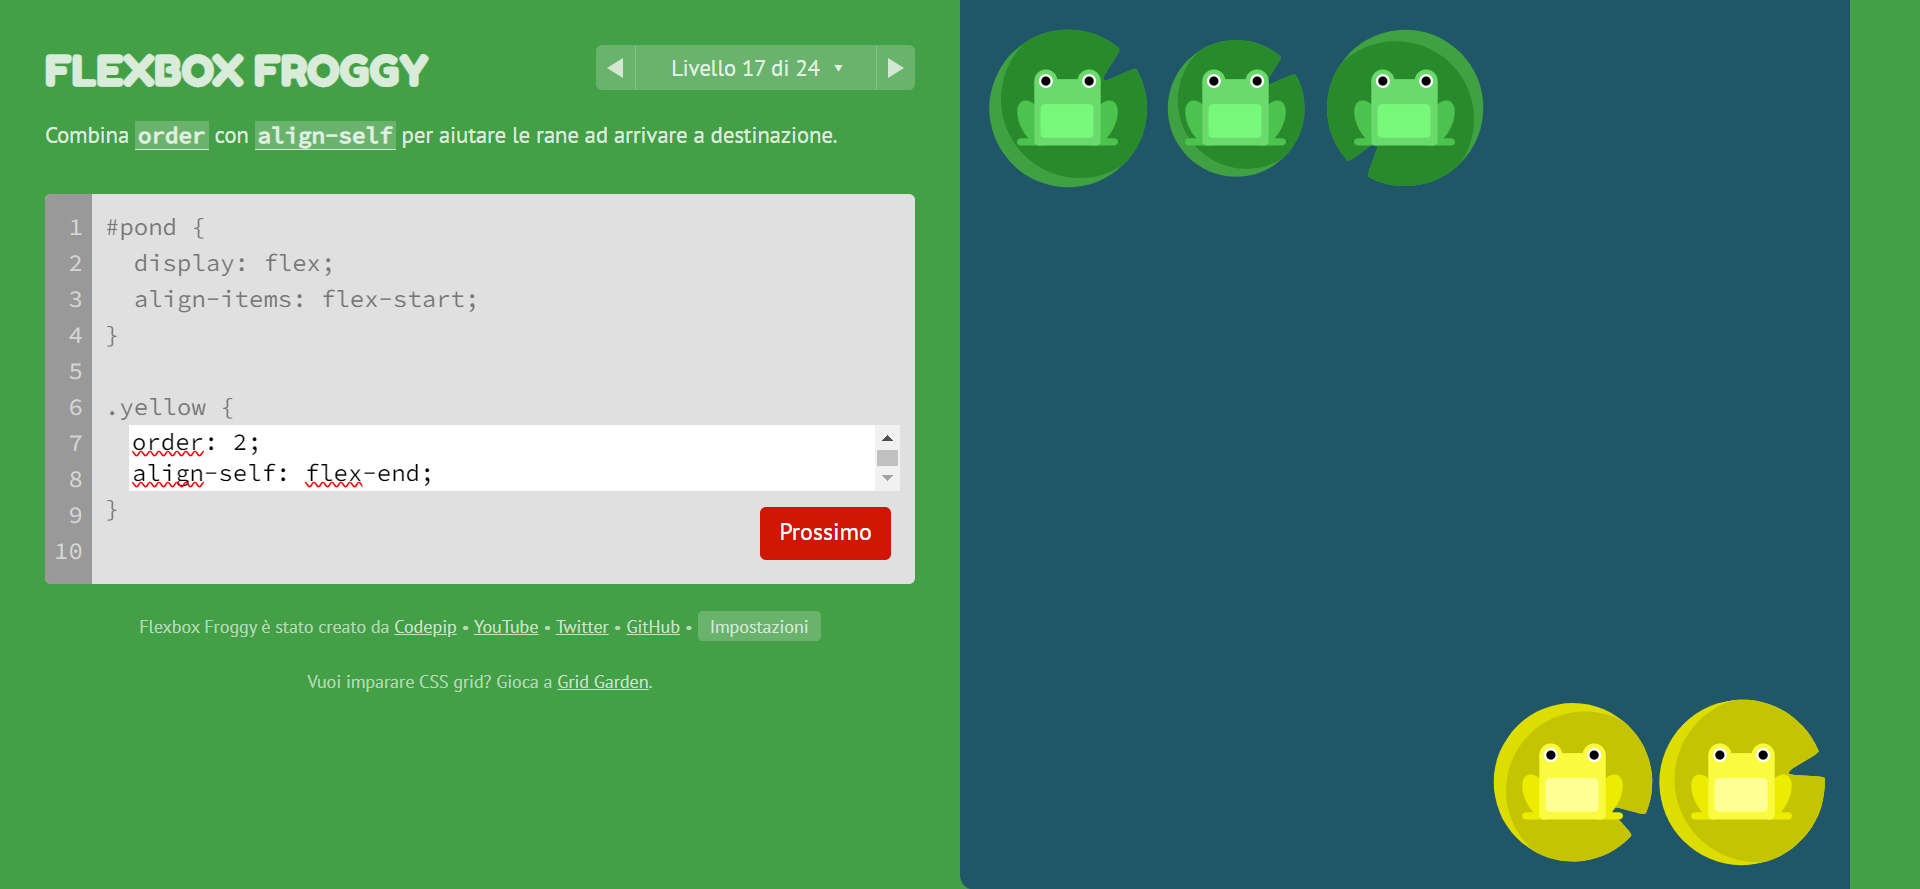 FLEXBOX FROGGY
Livello 17 di 24
Combina order con align-self per aiutare le rane ad arrivare a destinazione.
1 #pond {
2 display: flex;
3 align-items: flex-start;
4 }
5
6 .yellow {
7 order: 2;
8 align-self: flex-end;
9 }
10
Prossimo
Flexbox Froggy è stato creato da Codepip • YouTube • Twitter • GitHub • Impostazioni
Vuoi imparare CSS grid? Gioca a Grid Garden.